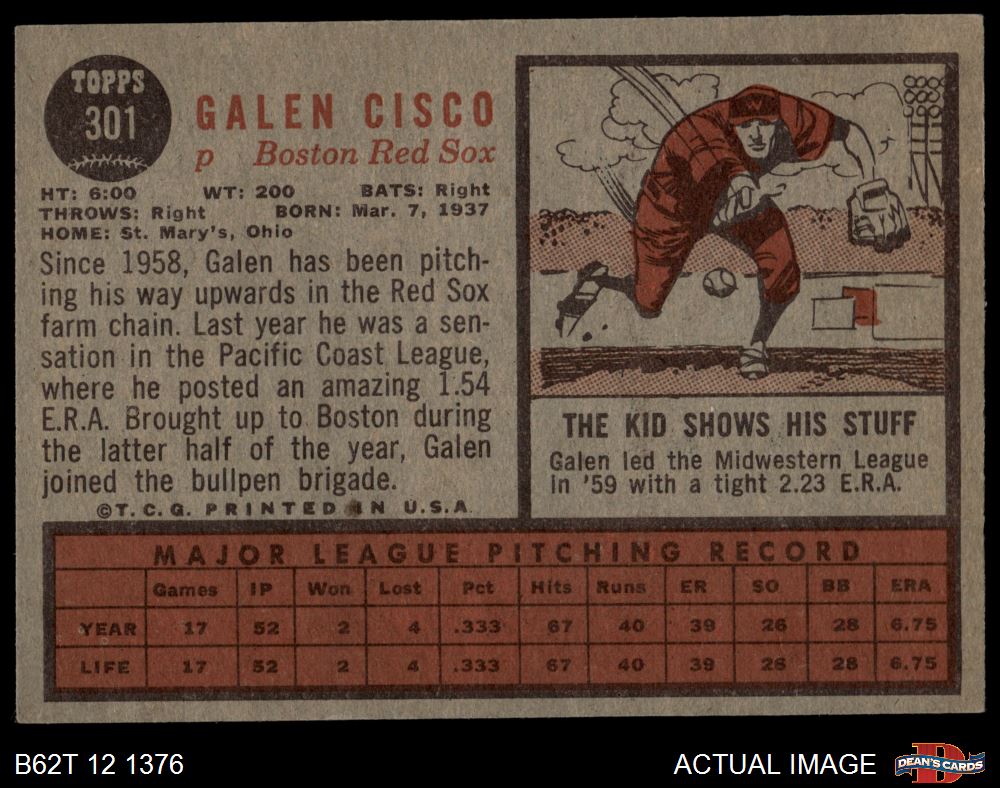 TOPPS
301
GALEN CISCO
p Boston Red Sox
HT: 6:00 WT: 200 BATS: Right
THROWS: Right BORN: Mar. 7, 1937
HOME: St. Mary's, Ohio
Since 1958, Galen has been pitch-
ing his way upwards in the Red Sox
farm chain. Last year he was a sen-
sation in the Pacific Coast League,
where he posted an amazing 1.54
E.R.A. Brought up to Boston during
the latter half of the year, Galen
joined the bullpen brigade.
©T.C.G. PRINTED IN U.S.A.
W
THE KID SHOWS HIS STUFF
Galen led the Midwestern League
in '59 with a tight 2.23 E.R.A.
MAJOR LEAGUE PITCHING RECORD
Games IP Won Lost Pct Hits Runs ER SO BB ERA
YEAR 17 52 2 4 .333 67 40 39 26 28 6.75
LIFE 17 52 2 4 .333 67 40 39 26 28 6.75
B62T 12 1376 ACTUAL IMAGE
D
DEAN'S CARDS